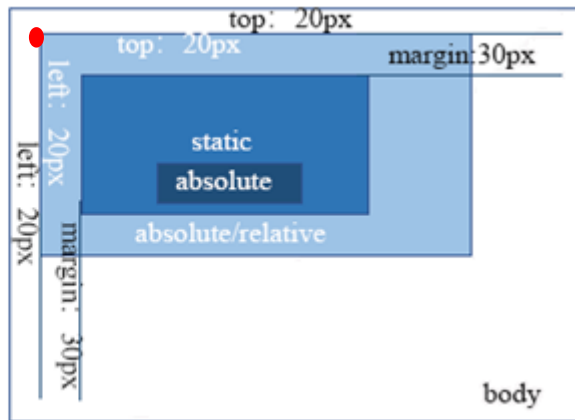 top: 20px
top: 20px
margin:30px
left: 20px
left: 20px
static
absolute
absolute/relative
margin: 30px
body